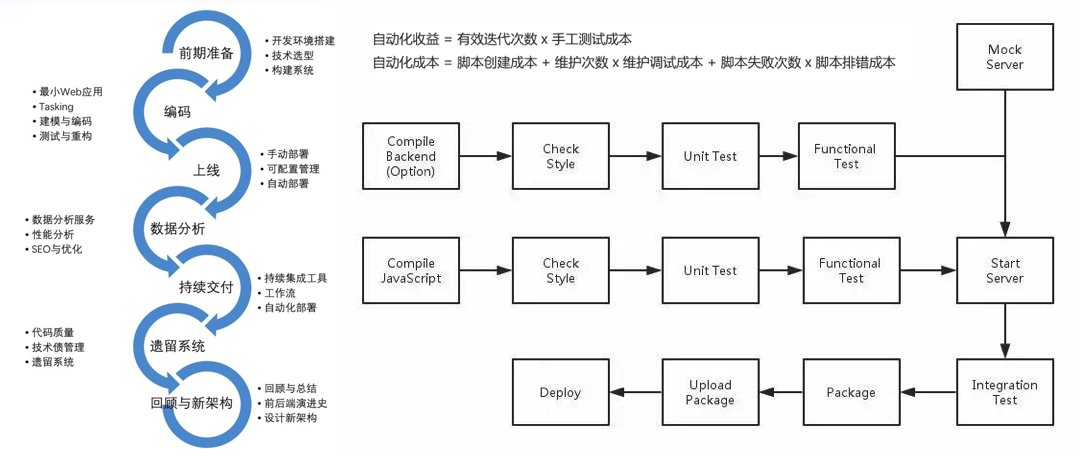 前期准备
• 开发环境搭建
• 技术选型
• 构建系统
• 最小Web应用
• Tasking
• 建模与编码
• 测试与重构
编码
上线
• 手动部署
• 可配置管理
• 自动部署
• 数据分析服务
• 性能分析
• SEO与优化
数据分析
持续交付
• 持续集成工具
• 工作流
• 自动化部署
• 代码质量
• 技术债管理
• 遗留系统
遗留系统
回顾与新架构
• 回顾与总结
• 前后端演进史
• 设计新架构
自动化收益 = 有效迭代次数 x 手工测试成本
自动化成本 = 脚本创建成本 + 维护次数 x 维护调试成本 + 脚本失败次数 x 脚本排错成本
Mock
Server
Compile
Backend
(Option)
Check
Style
Unit Test
Functional
Test
Compile
JavaScript
Check
Style
Unit Test
Functional
Test
Start
Server
Deploy
Upload
Package
Package
Integration
Test